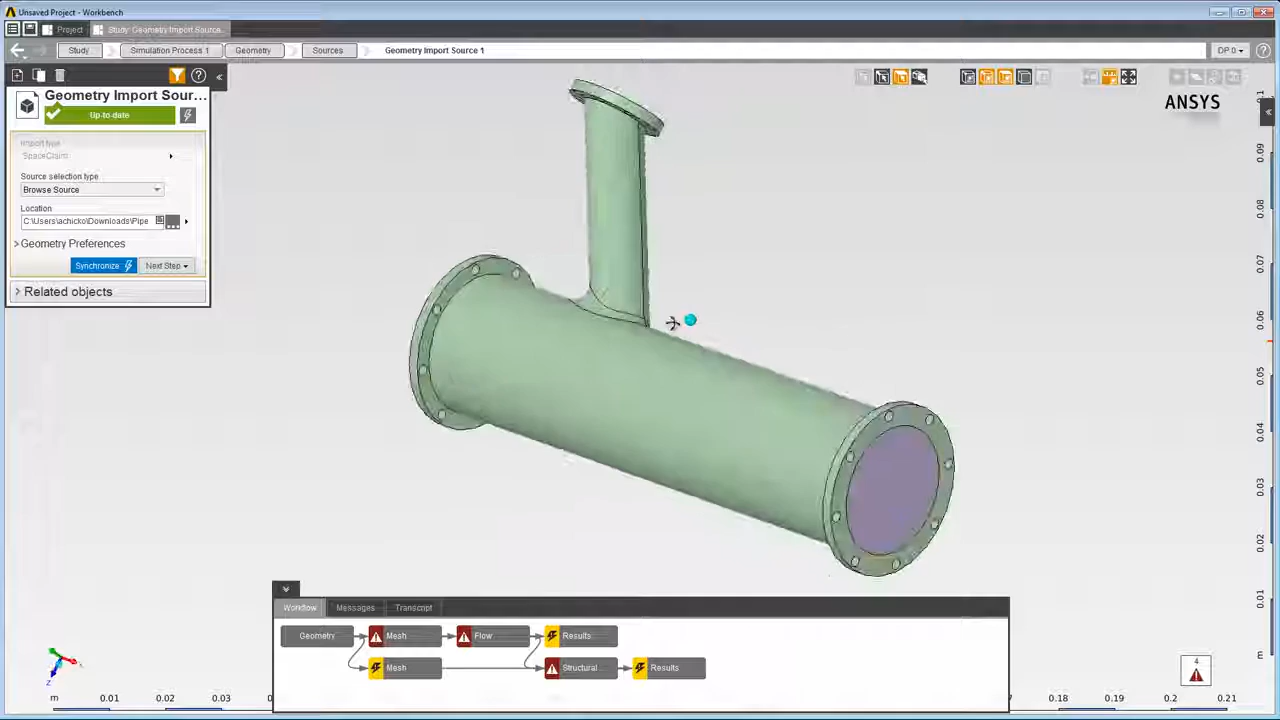 Unsaved Project - Workbench
Project
Study: Geometry Import Source.
Study
Simulation Process 1
Geometry
Sources
Geometry Import Source 1
DP 0
Geometry Import Sour...
Up-to-date
Import type
SpaceClaim
Source selection type
Browse Source
Location
C:\Users\achicko\Downloads\Pipe
Geometry Preferences
Synchronize
Next Step
Related objects
ANSYS
0.09
0.08
0.07
0.06
0.05
0.04
0.03
0.02
0.01
m
Workflow
Messages
Transcript
Geometry
Mesh
Flow
Results
Mesh
Structural
Results
4
Z
m
0.01
0.02
0.03
0.18
0.19
0.2
0.21